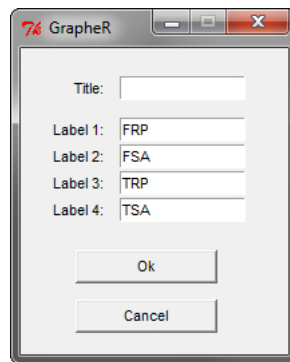 GrapheR
Title:
Label 1: FRP
Label 2: FSA
Label 3: TRP
Label 4: TSA
Ok
Cancel